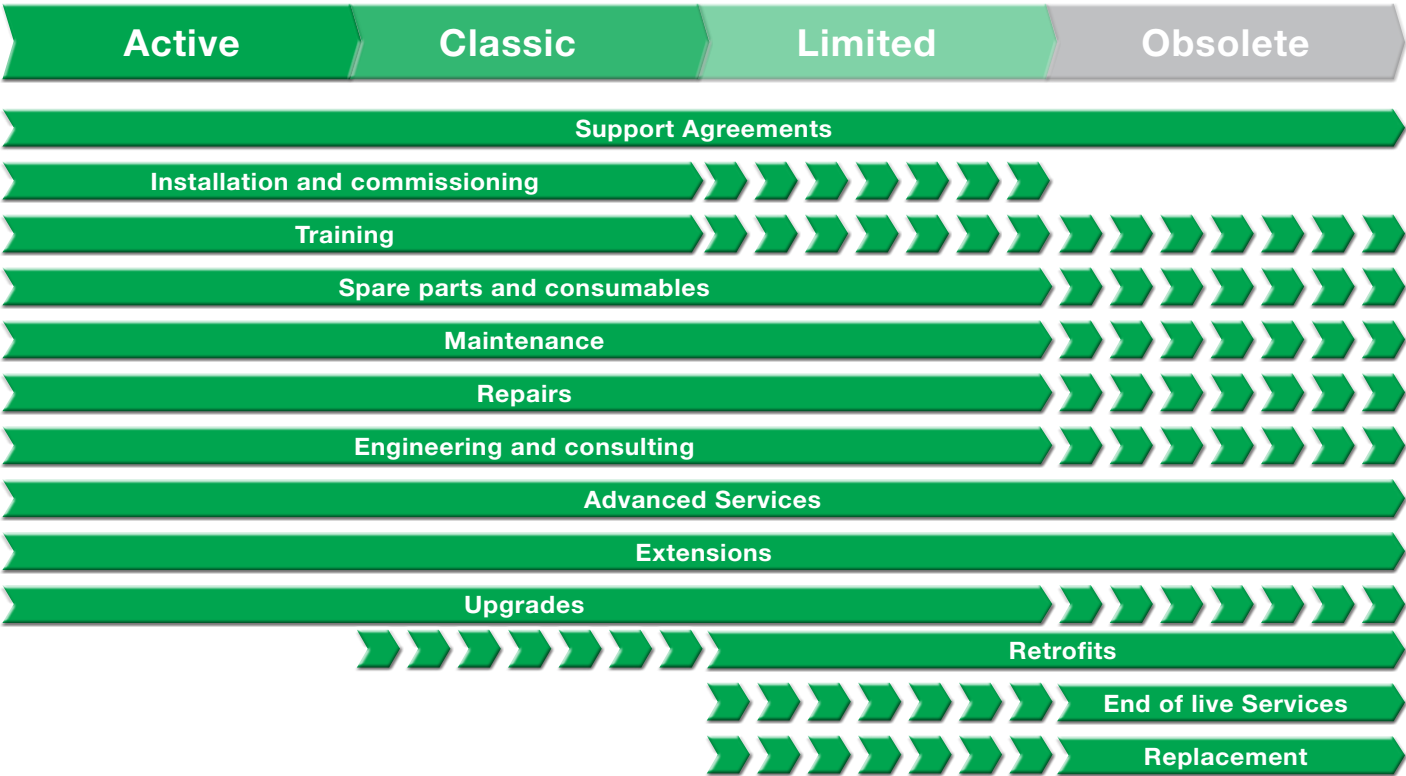 Active
Classic
Limited
Obsolete
Support Agreements
Installation and commissioning
Training
Spare parts and consumables
Maintenance
Repairs
Engineering and consulting
Advanced Services
Extensions
Upgrades
Retrofits
End of live Services
Replacement